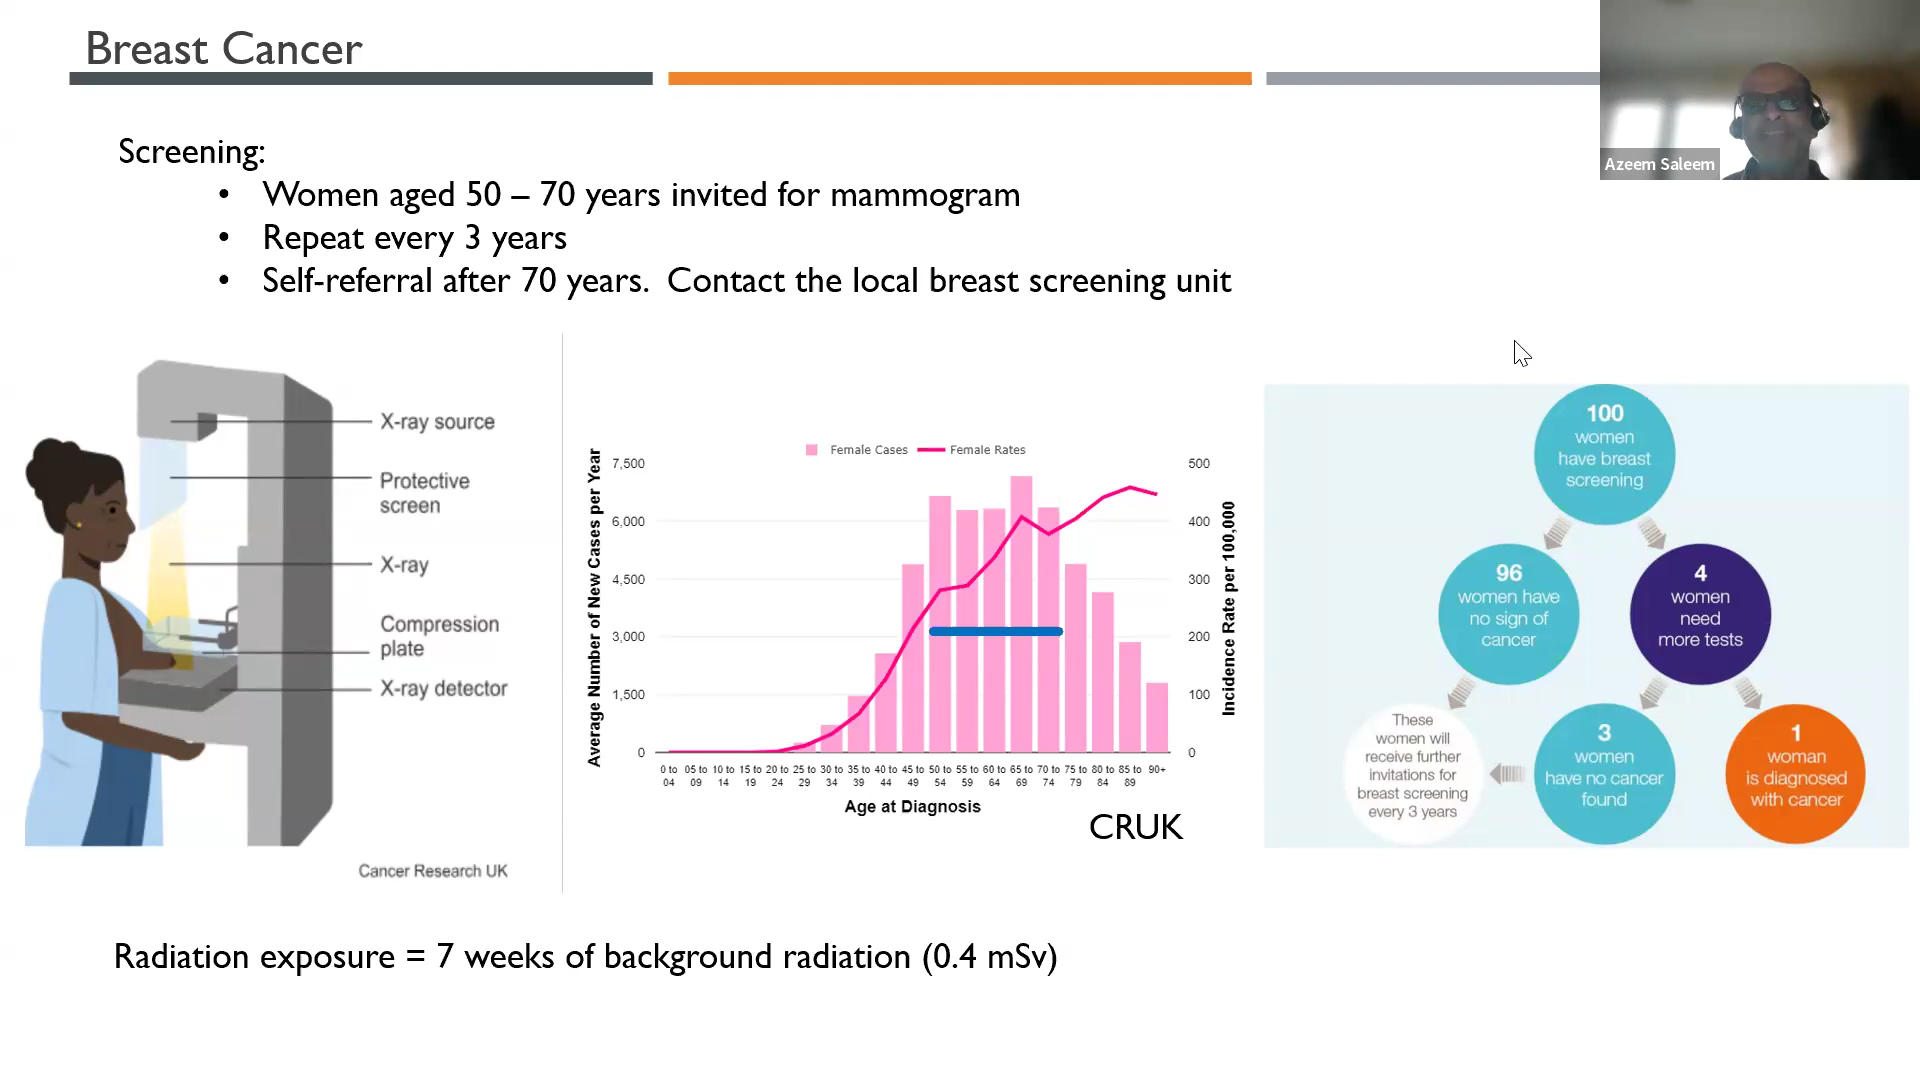 Breast Cancer
Azeem Saleem
Screening:
• Women aged 50 – 70 years invited for mammogram
• Repeat every 3 years
• Self-referral after 70 years. Contact the local breast screening unit
X-ray source
Protective
screen
X-ray
Compression
plate
X-ray detector
Cancer Research UK
Female Cases
Female Rates
Average Number of New Cases per Year
7,500
6,000
4,500
3,000
1,500
0
500
400
300
200
100
0
Incidence Rate per 100,000
0 to 05 to 10 to 15 to 20 to 25 to 30 to 35 to 40 to 45 to 50 to 55 to 60 to 65 to 70 to 75 to 80 to 85 to 90+
04 09 14 19 24 29 34 39 44 49 54 59 64 69 74 79 84 89
Age at Diagnosis
CRUK
100
women
have breast
screening
96
women have
no sign of
cancer
4
women
need
more tests
These
women will
receive further
invitations for
breast screening
every 3 years
3
women
have no cancer
found
1
woman
is diagnosed
with cancer
Radiation exposure = 7 weeks of background radiation (0.4 mSv)